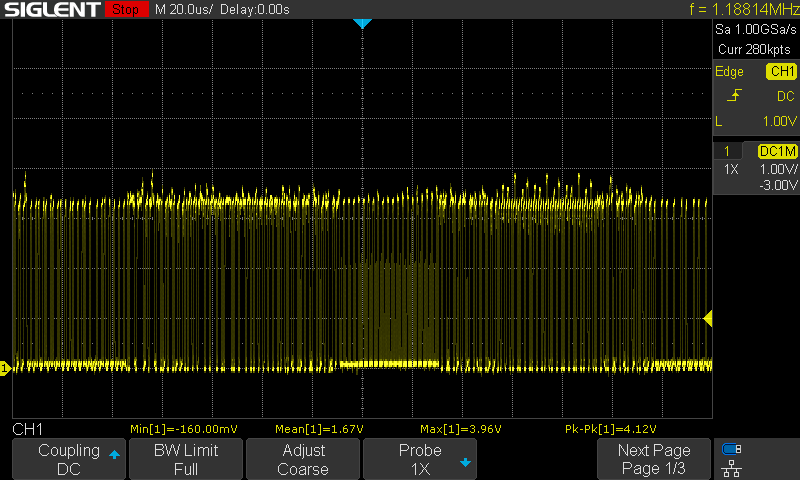 SIGLENT Stop M 20.0us/ Delay:0.00s f = 1.18814MHz
Sa 1.00GSa/s
Curr 280kpts
Edge CH1
DC
L 1.00V
1 DC1M
1X 1.00V/
-3.00V
1
CH1 Min[1]=-160.00mV Mean[1]=1.67V Max[1]=3.96V Pk-Pk[1]=4.12V
Coupling BW Limit Adjust Probe Next Page
DC Full Coarse 1X Page 1/3